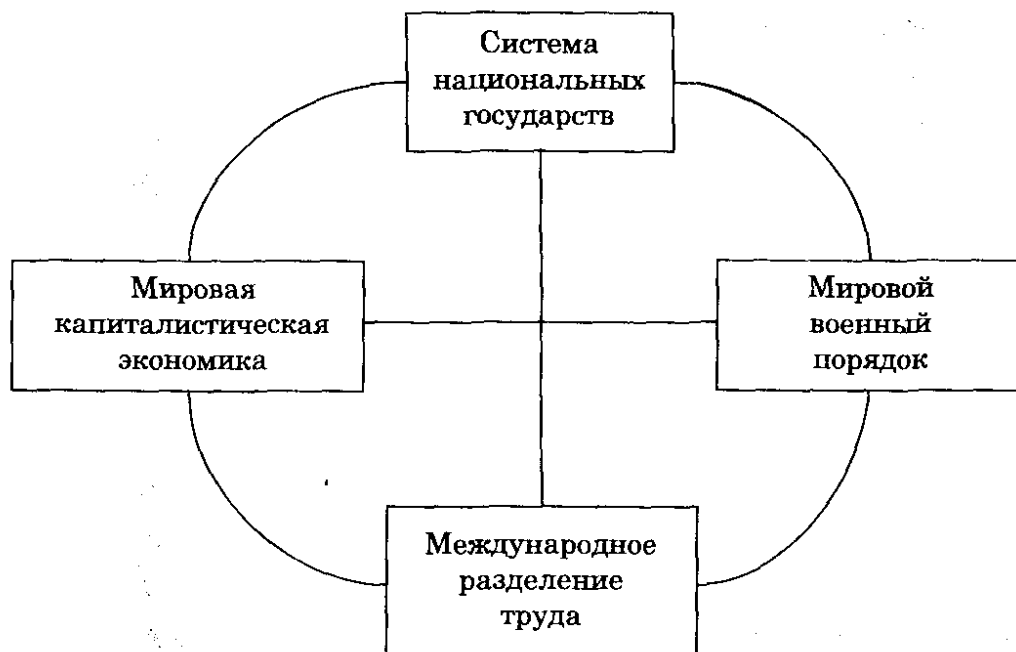 Система
национальных
государств
Мировая
капиталистическая
экономика
Мировой
военный
порядок
Международное
разделение
труда